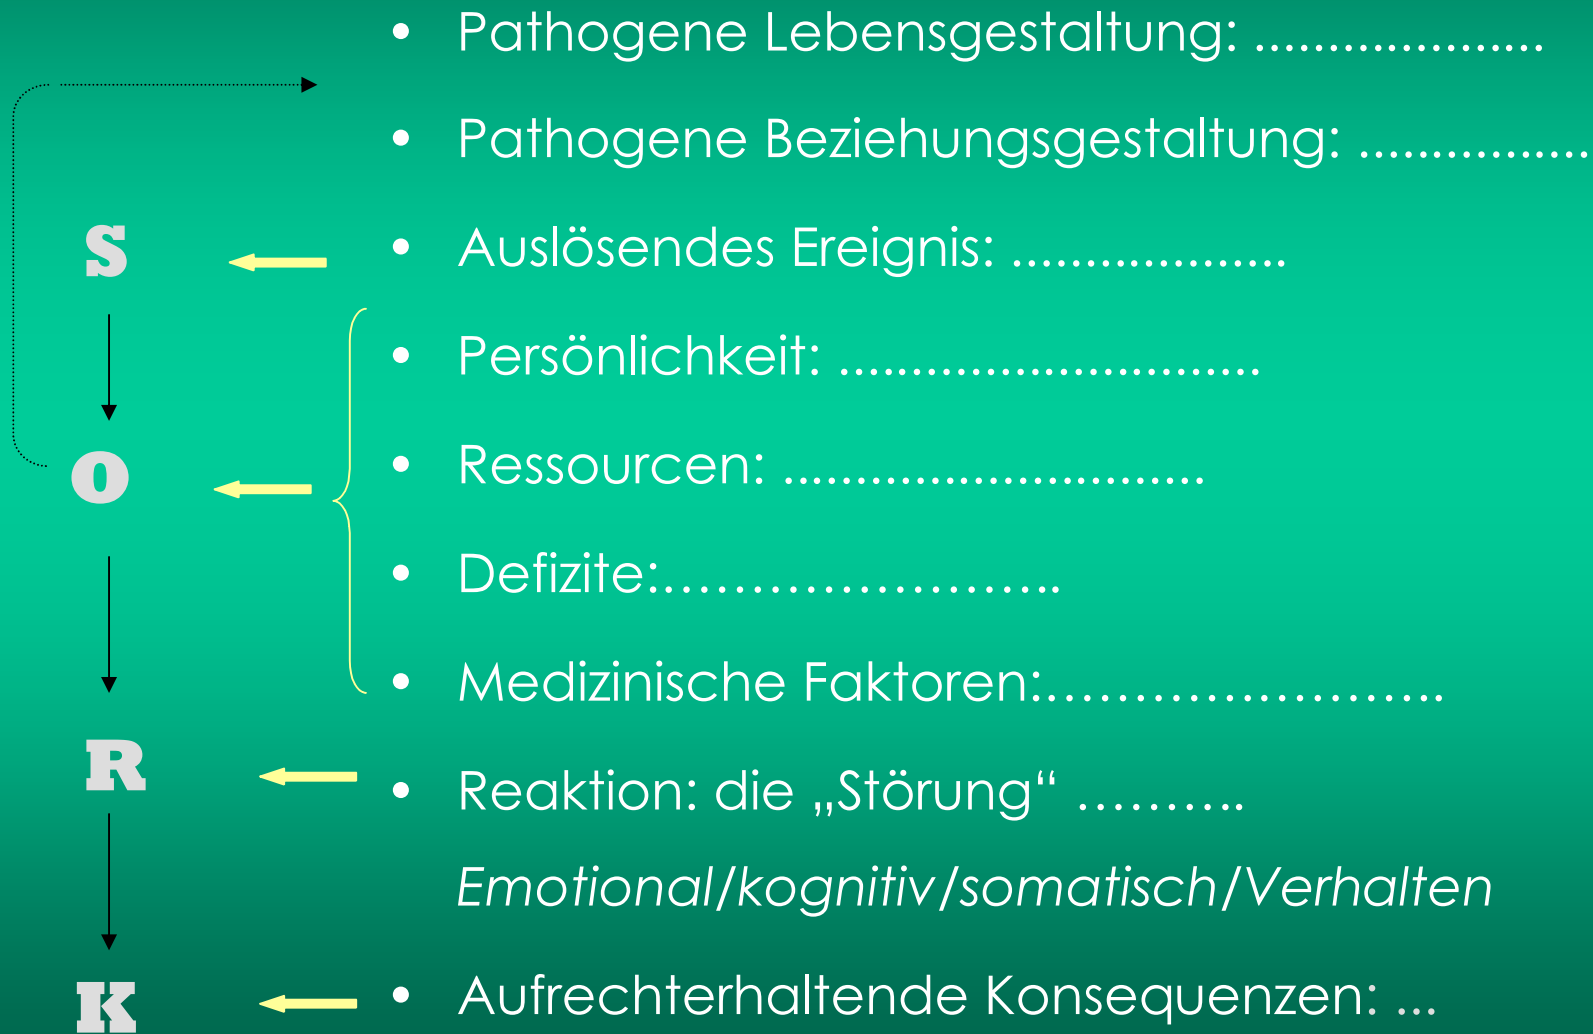 • Pathogene Lebensgestaltung: ....................
• Pathogene Beziehungsgestaltung: ................
S
• Auslösendes Ereignis: ...................
• Persönlichkeit: .............................
O
• Ressourcen: .............................
• Defizite:……………………..
• Medizinische Faktoren:……………………..
R
• Reaktion: die „Störung“ ……….
Emotional/kognitiv/somatisch/Verhalten
K
• Aufrechterhaltende Konsequenzen: ...